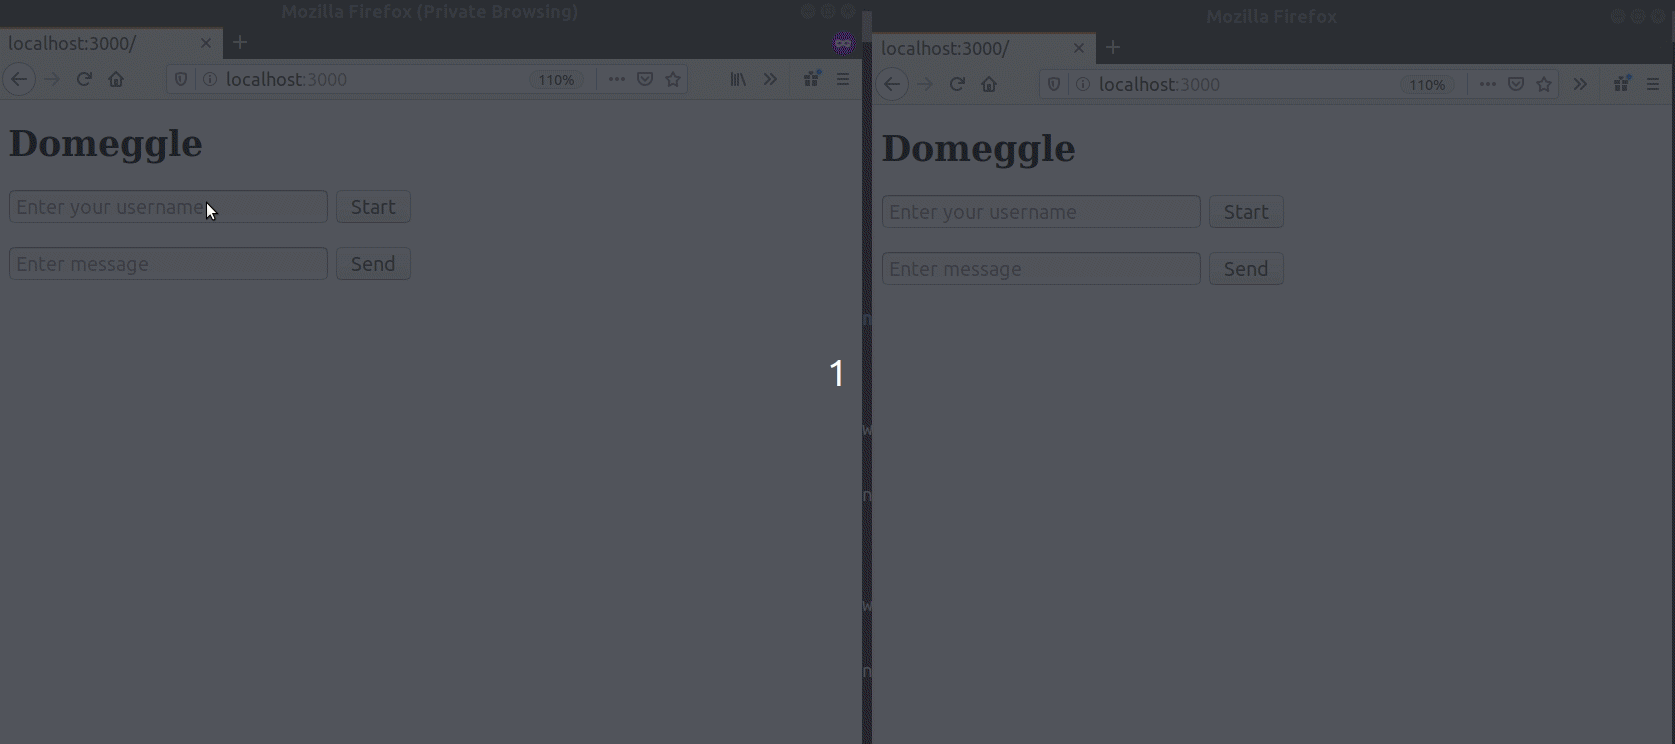 Mozilla Firefox (Private Browsing)
localhost:3000/
localhost:3000
110%
Domeggle
Enter your username
Start
Enter message
Send
1
n
w
n
w
n
Mozilla Firefox
localhost:3000/
localhost:3000
110%
Domeggle
Enter your username
Start
Enter message
Send